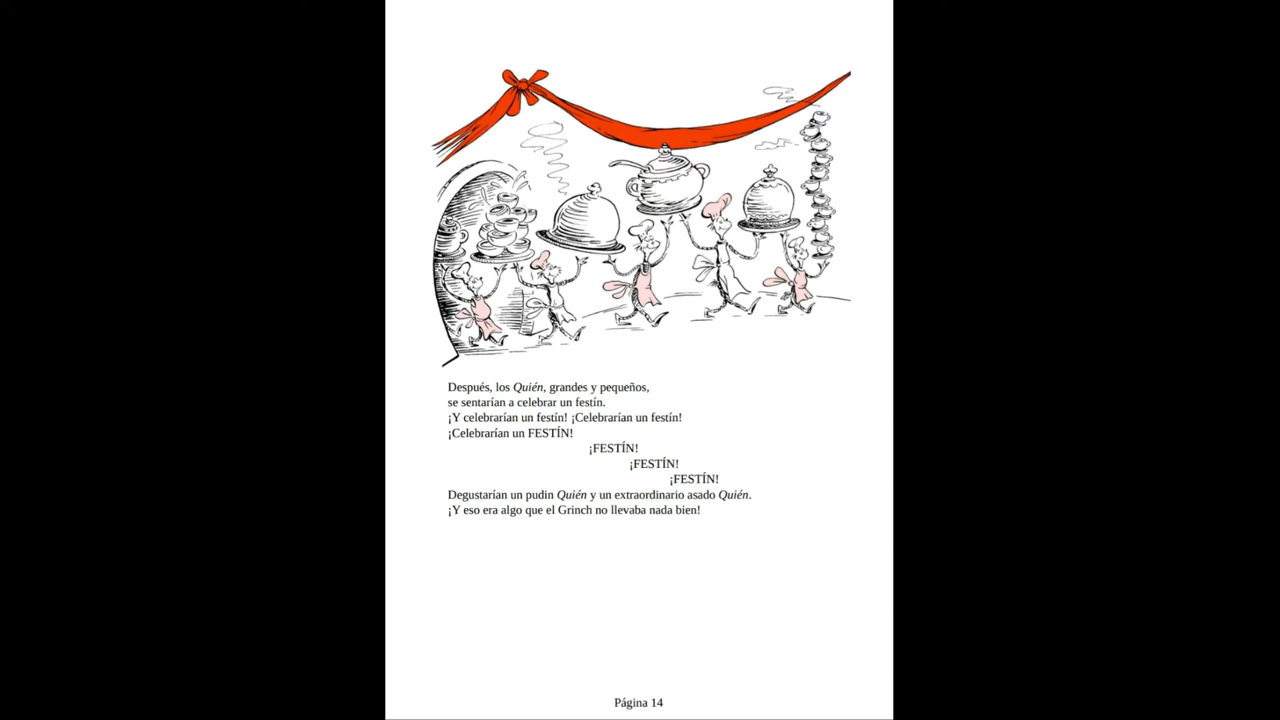 Después, los Quién, grandes y pequeños,
se sentarían a celebrar un festín.
¡Y celebrarían un festín! ¡Celebrarían un festín!
¡Celebrarían un FESTÍN!
¡FESTÍN!
¡FESTÍN!
¡FESTÍN!
Degustarían un pudin Quién y un extraordinario asado Quién.
¡Y eso era algo que el Grinch no llevaba nada bien!
Página 14